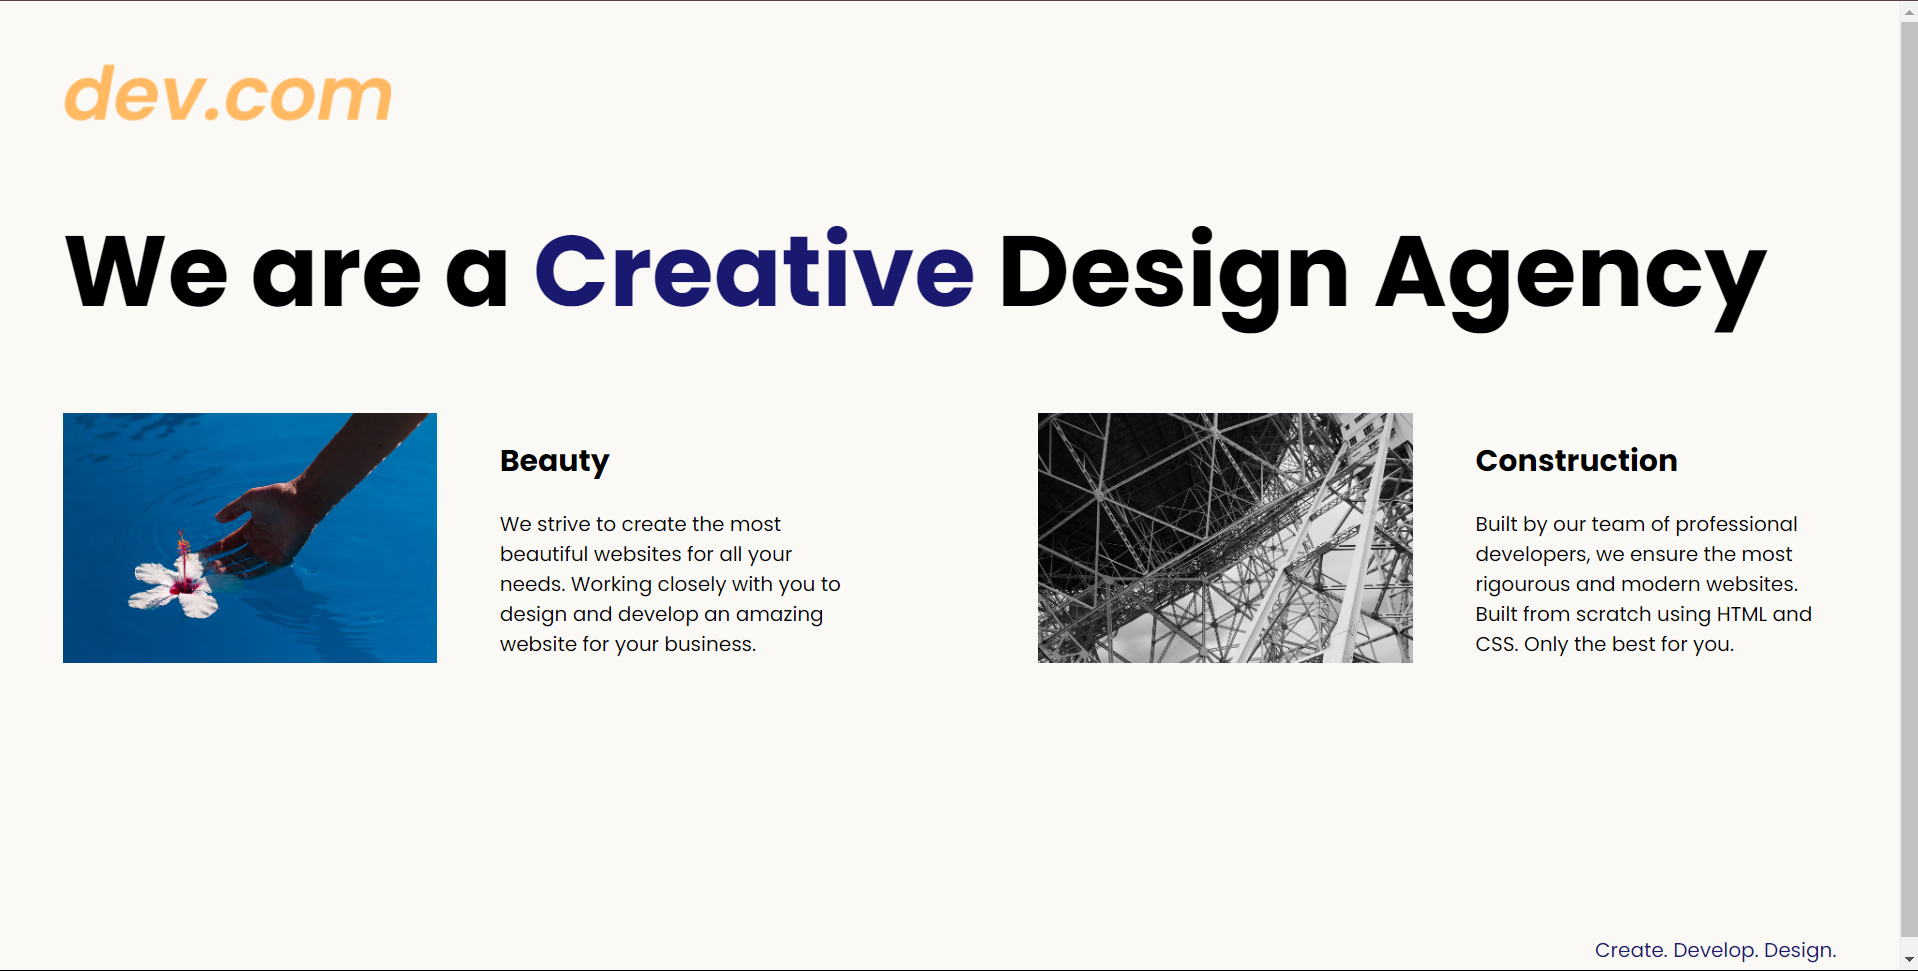 dev.com
We are a Creative Design Agency
Beauty
We strive to create the most
beautiful websites for all your
needs. Working closely with you to
design and develop an amazing
website for your business.
Construction
Built by our team of professional
developers, we ensure the most
rigourous and modern websites.
Built from scratch using HTML and
CSS. Only the best for you.
Create. Develop. Design.